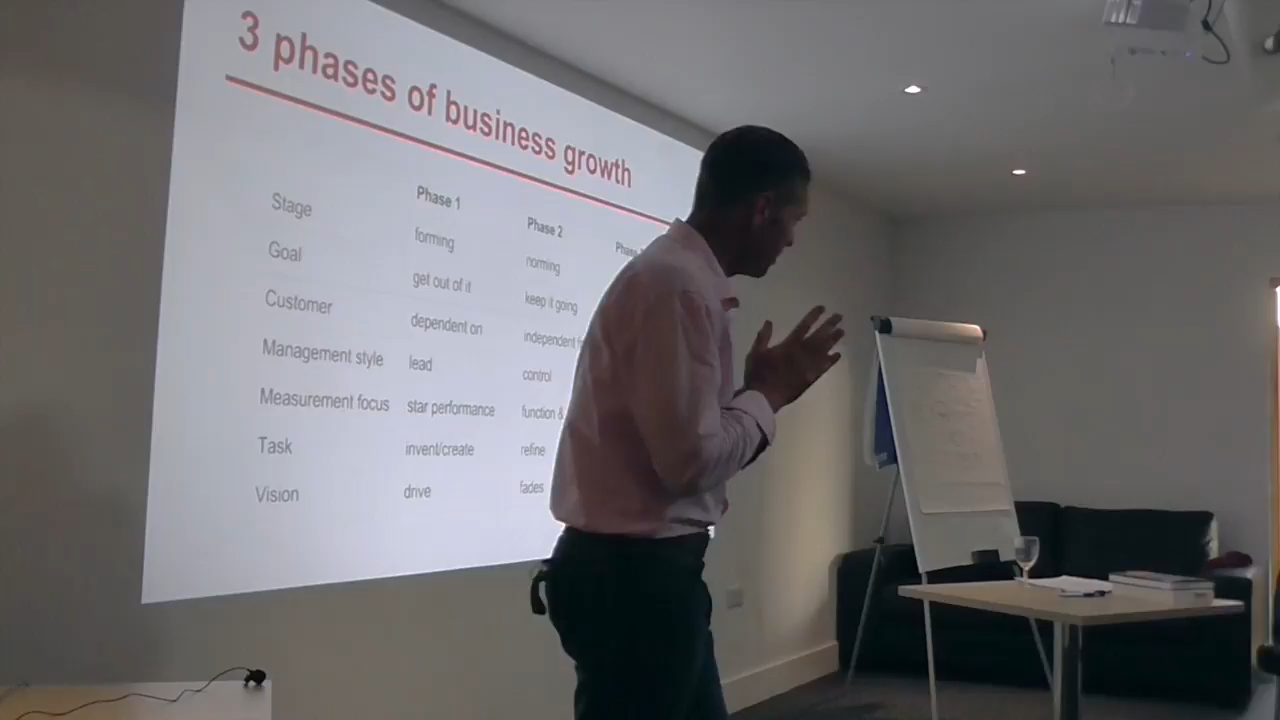 3 phases of business growth
Phase 1 Phase 2
Stage forming norming
Goal get out of it keep it going
Customer dependent on independent
Management style lead control
Measurement focus star performance function &
Task invent/create refine
Vision drive fades